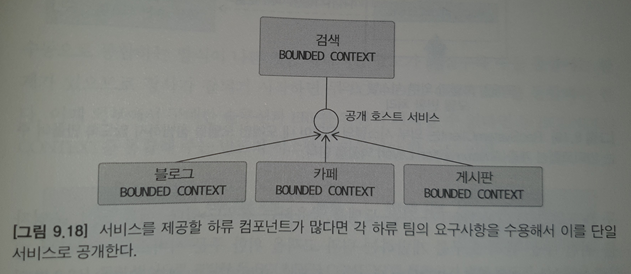 검색
BOUNDED CONTEXT
공개 호스트 서비스
블로그
BOUNDED CONTEXT
카페
BOUNDED CONTEXT
게시판
BOUNDED CONTEXT
[그림 9.18] 서비스를 제공할 하류 컴포넌트가 많다면 각 하류 팀의 요구사항을 수용해서 이를 단일
서비스로 공개한다.